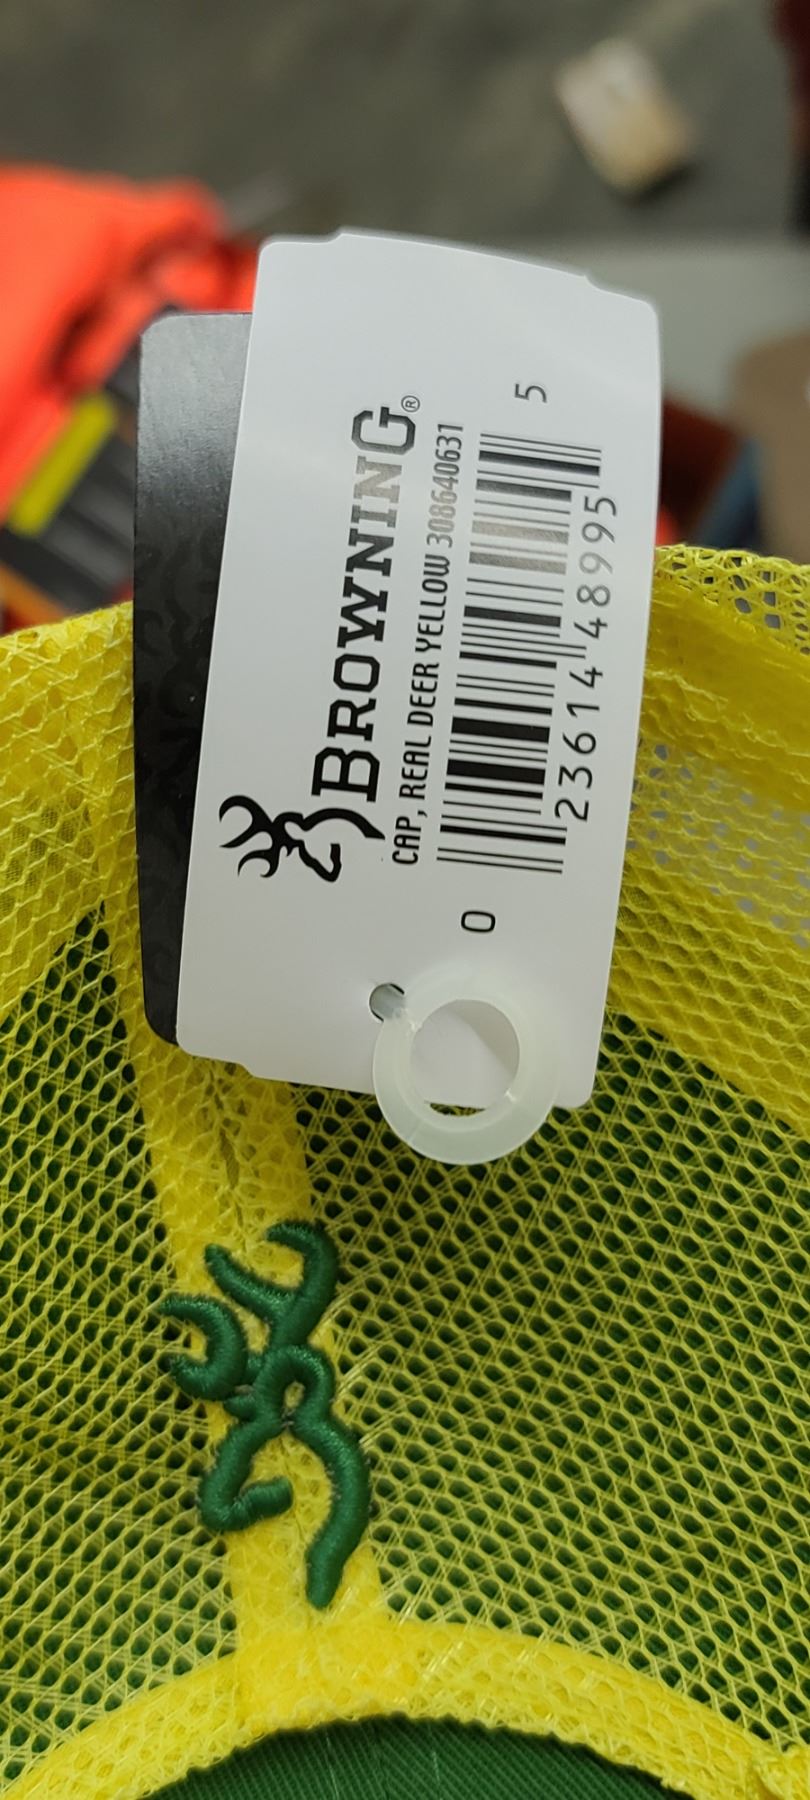 BROWNING®
CAP, REAL DEER YELLOW 308640631
0 23614 48995 5